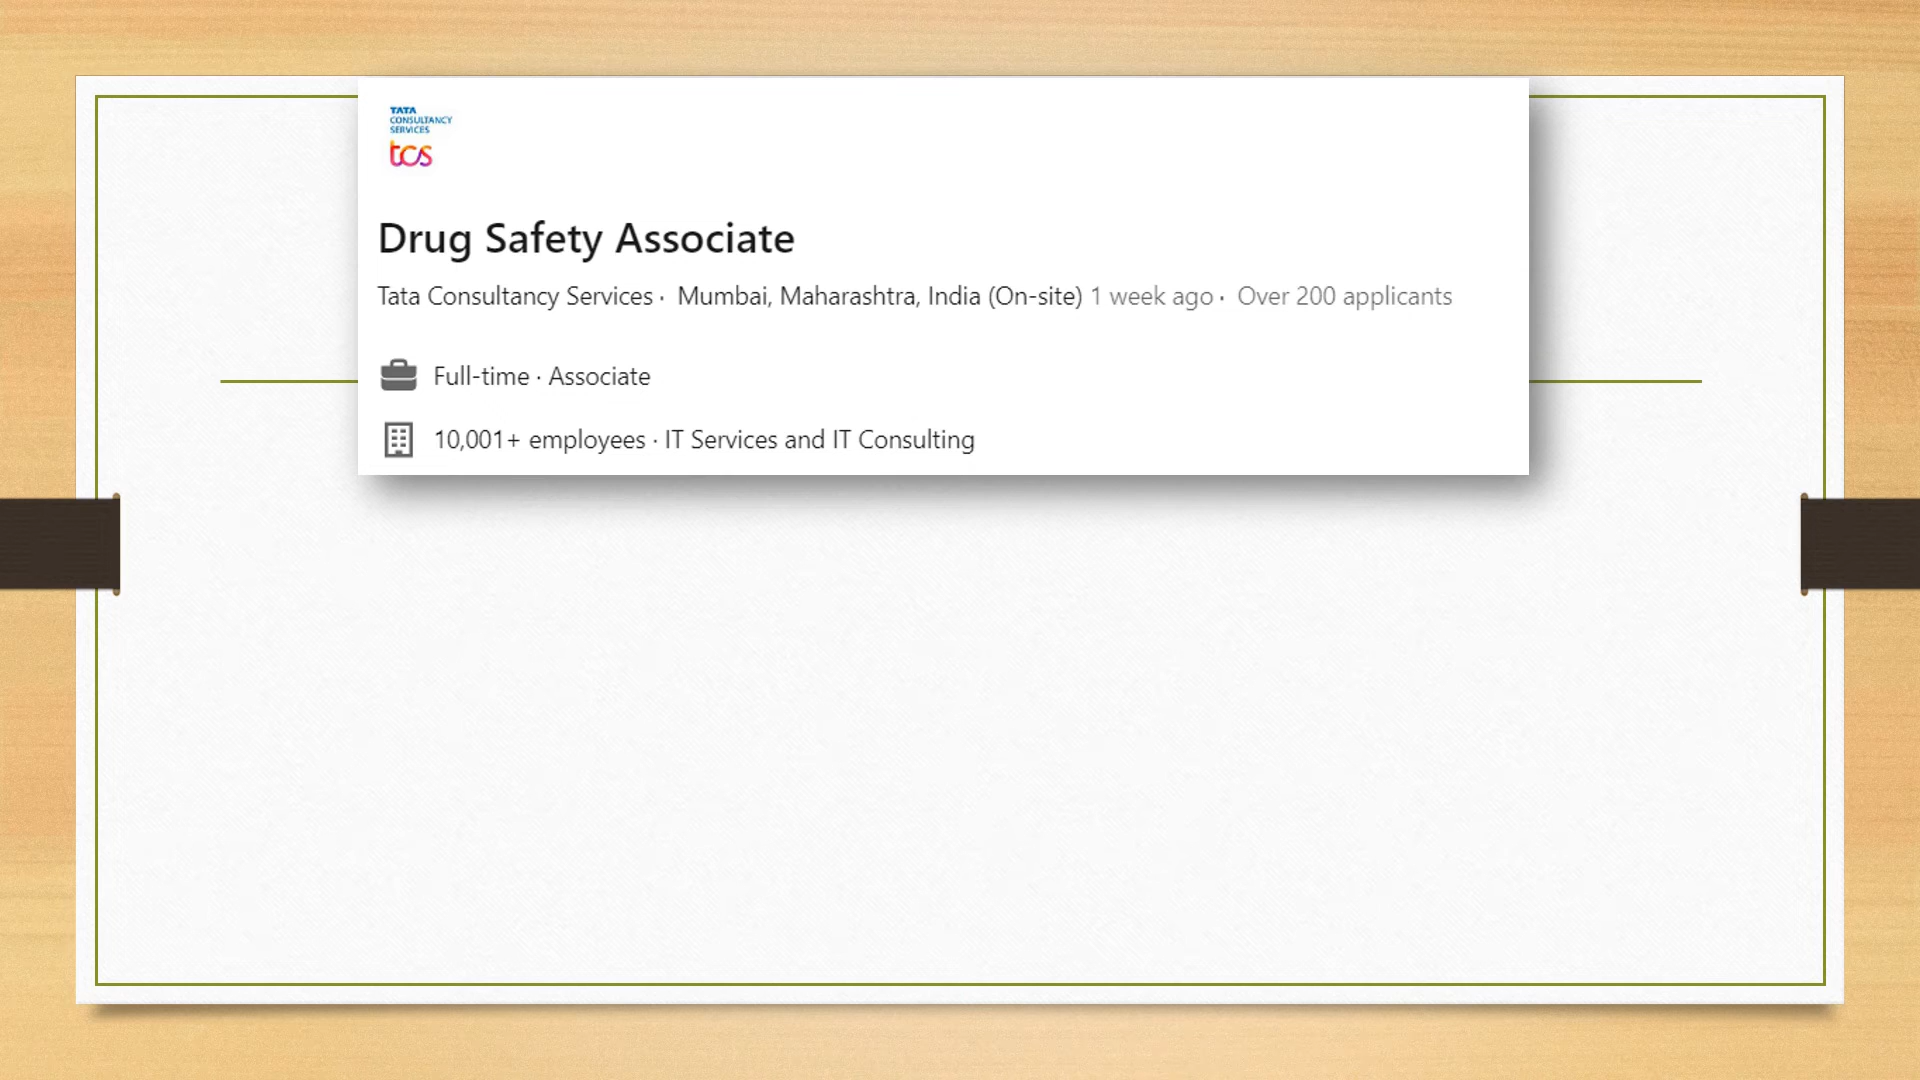 TATA
CONSULTANCY
SERVICES
tcs
Drug Safety Associate
Tata Consultancy Services · Mumbai, Maharashtra, India (On-site) 1 week ago · Over 200 applicants
Full-time · Associate
10,001+ employees · IT Services and IT Consulting